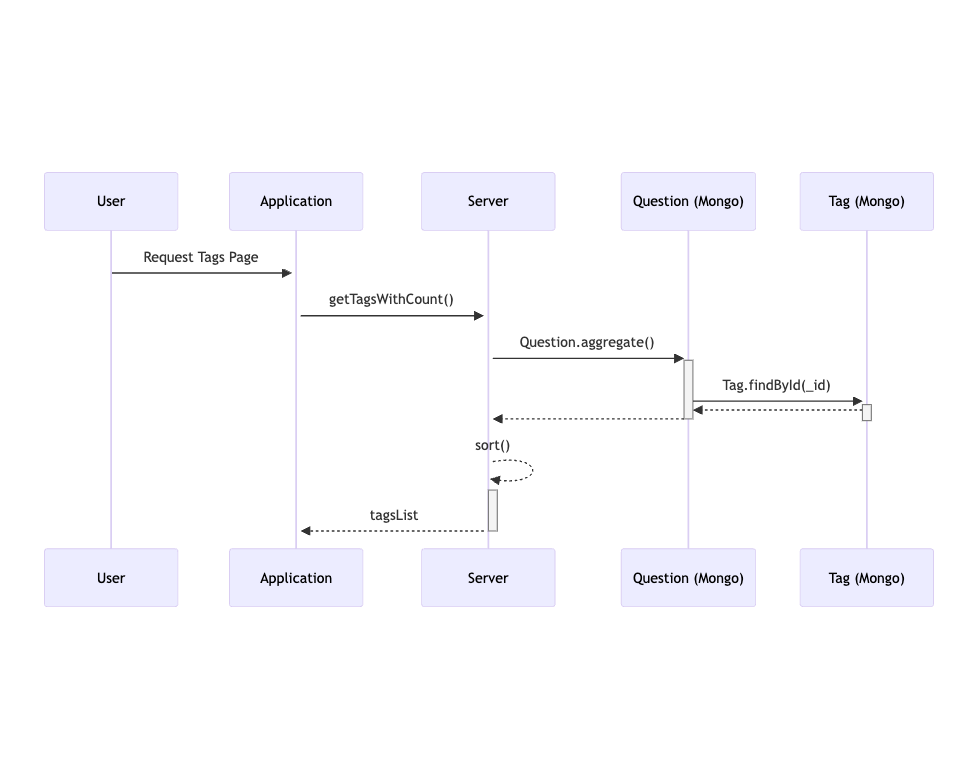 User
Application
Server
Question (Mongo)
Tag (Mongo)
Request Tags Page
getTagsWithCount()
Question.aggregate()
Tag.findById(_id)
sort()
tagsList
User
Application
Server
Question (Mongo)
Tag (Mongo)